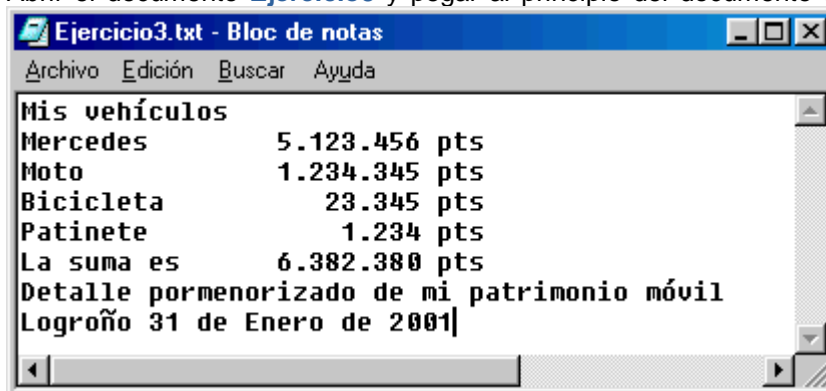 Abrir el documento Ejercicio3 y pegar al principio del documento
Ejercicio3.txt - Bloc de notas
Archivo Edición Buscar Ayuda
Mis vehículos
Mercedes 5.123.456 pts
Moto 1.234.345 pts
Bicicleta 23.345 pts
Patinete 1.234 pts
La suma es 6.382.380 pts
Detalle pormenorizado de mi patrimonio móvil
Logroño 31 de Enero de 2001